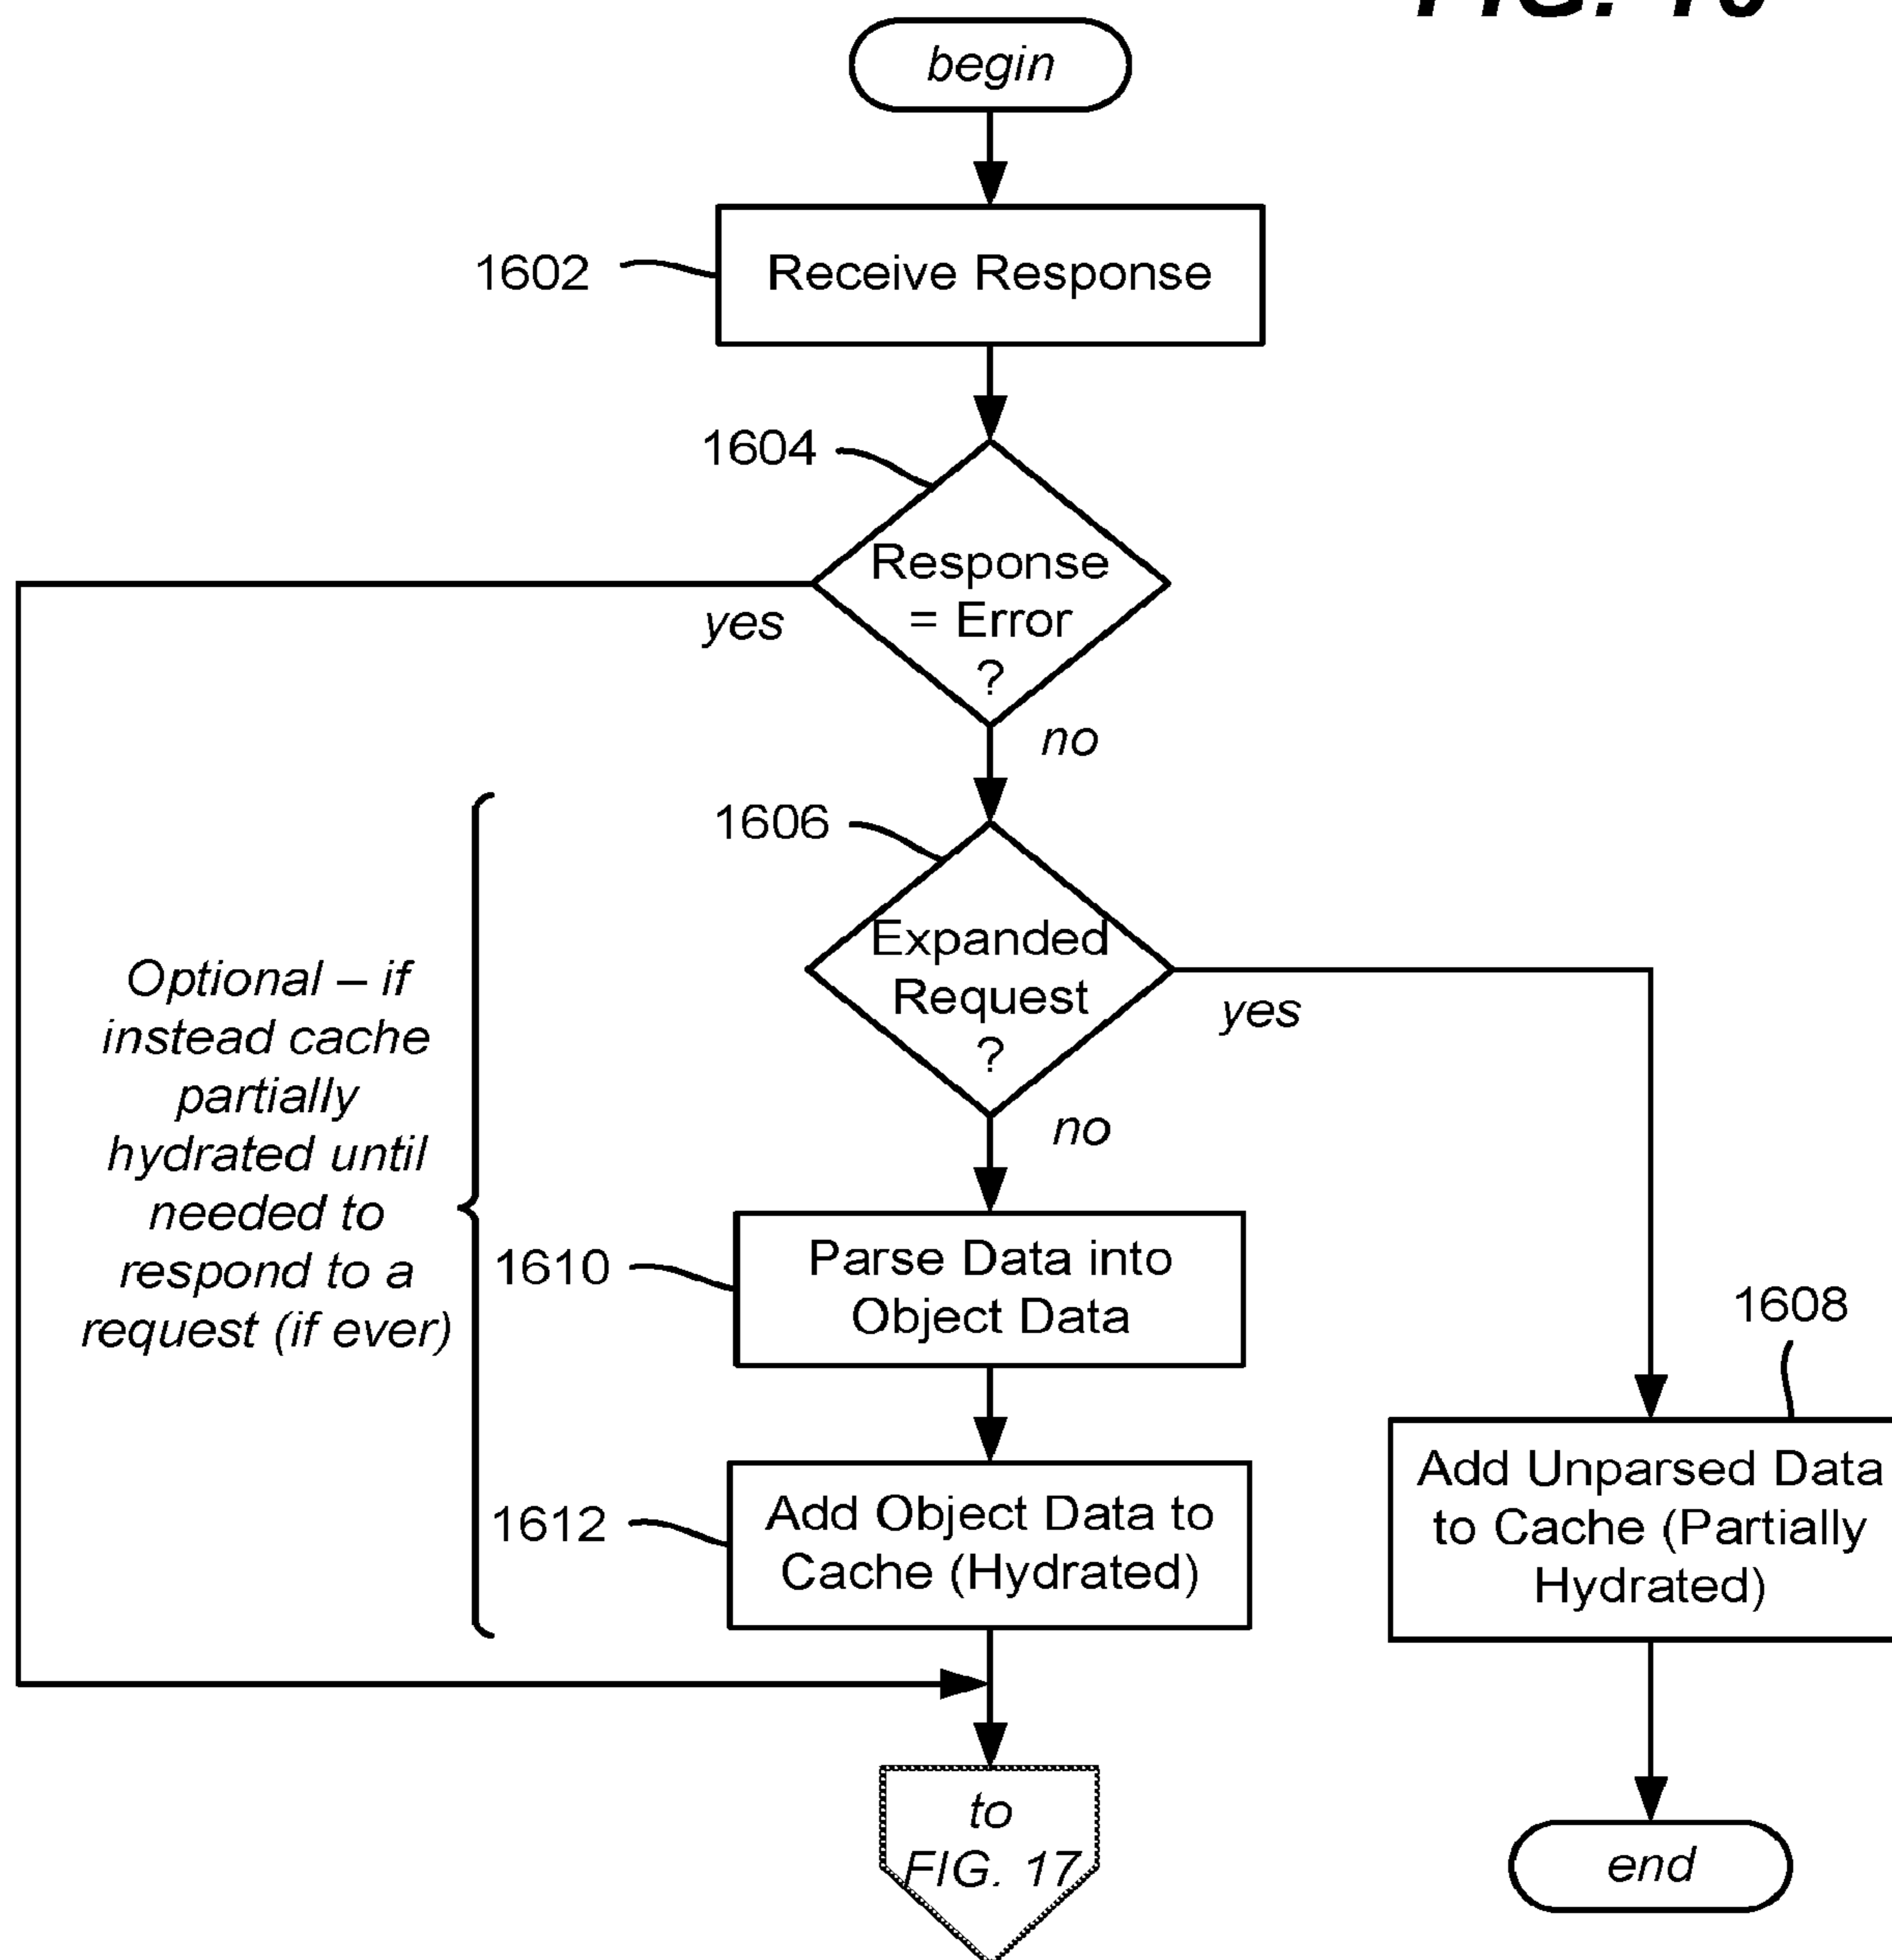 begin
1602
Receive Response
1604
Response
= Error
?
yes
no
1606
Expanded
Request
?
yes
no
Optional – if
instead cache
partially
hydrated until
needed to
respond to a
request (if ever)
1610
Parse Data into
Object Data
1608
Add Unparsed Data
to Cache (Partially
Hydrated)
1612
Add Object Data to
Cache (Hydrated)
to
FIG. 17
end